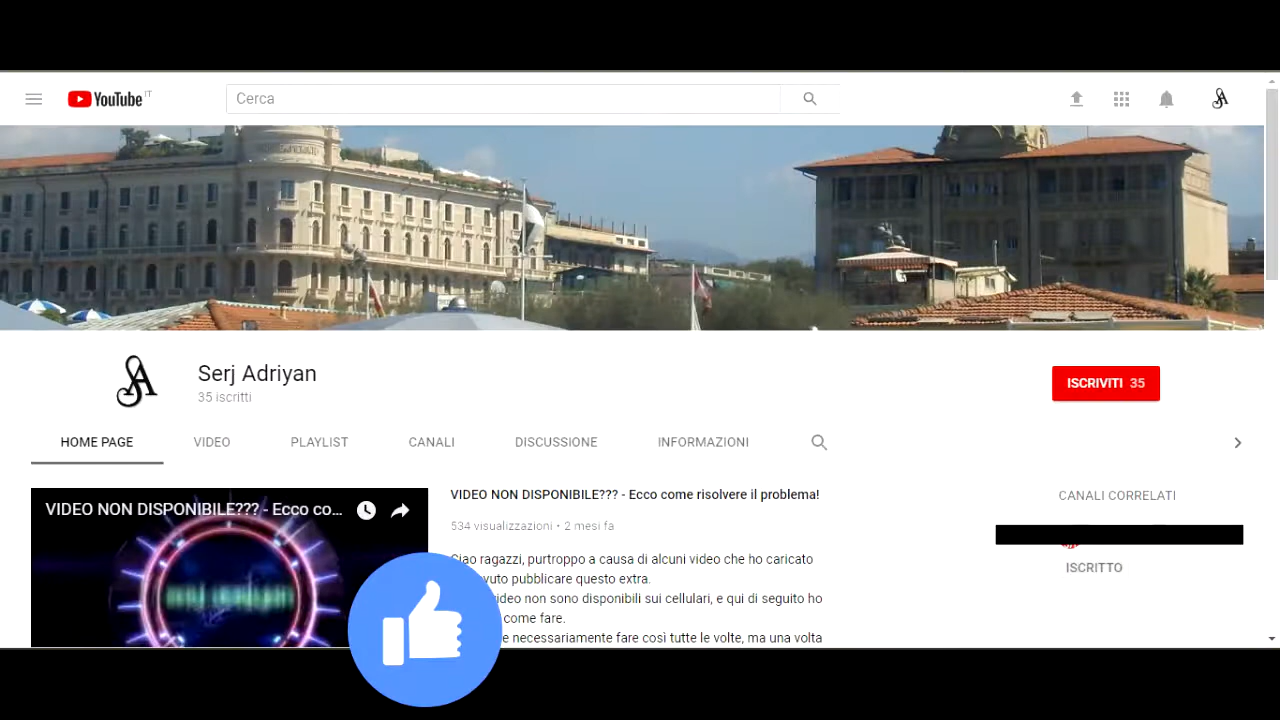 YouTube IT
Cerca
Serj Adriyan
35 iscritti
ISCRIVITI 35
HOME PAGE
VIDEO
PLAYLIST
CANALI
DISCUSSIONE
INFORMAZIONI
VIDEO NON DISPONIBILE??? - Ecco co...
VIDEO NON DISPONIBILE??? - Ecco come risolvere il problema!
534 visualizzazioni • 2 mesi fa
Ciao ragazzi, purtroppo a causa di alcuni video che ho caricato
pubblicare questo extra.
non sono disponibili sui cellulari, e qui di seguito ho
come fare.
necessariamente fare così tutte le volte, ma una volta
CANALI CORRELATI
ISCRITTO